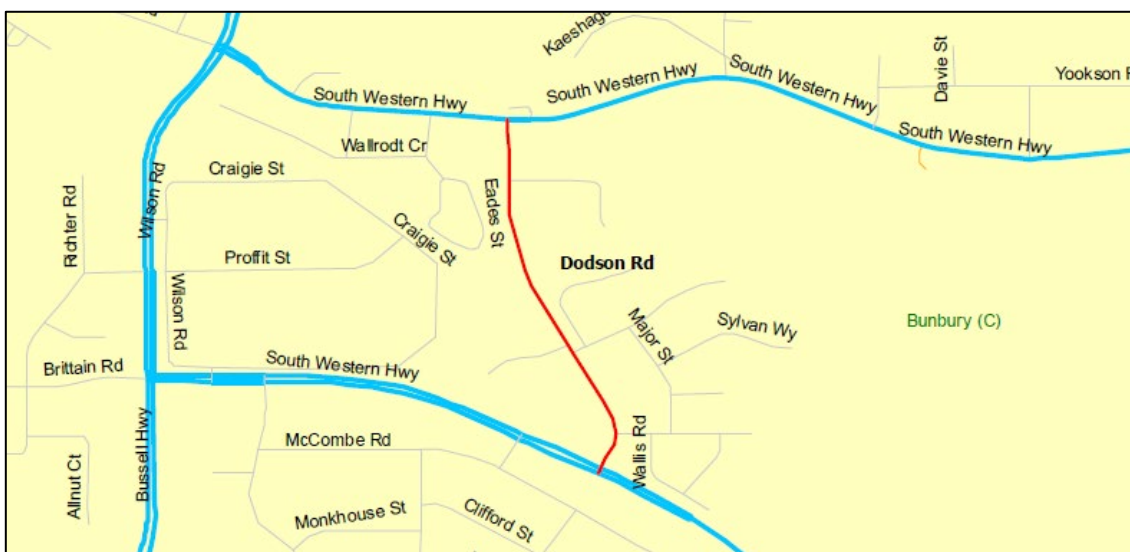 Kaeshage
South Western Hwy
South Western Hwy
South Western Hwy
Davie St
Yookson R
South Western Hwy
Wallrodt Cr
Craigie St
Wilson Rd
Richter Rd
Eades St
Craigie St
Proffit St
Dodson Rd
Wilson Rd
Major St
Sylvan Wy
Bunbury (C)
Brittain Rd
South Western Hwy
Bussell Hwy
McCombe Rd
Wallis Rd
Allnut Ct
Monkhouse St
Clifford St